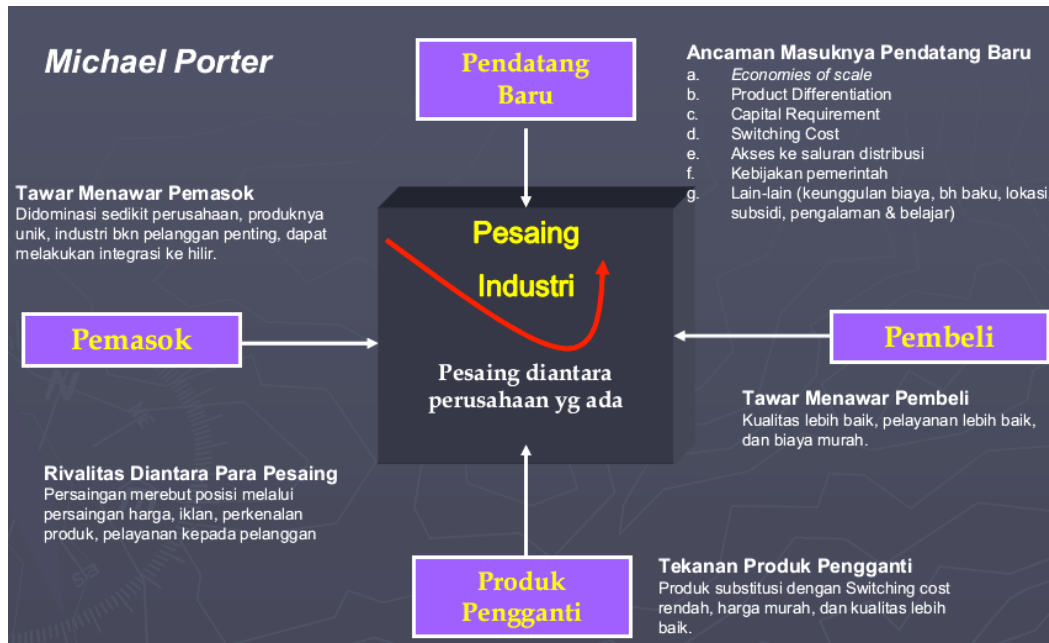 Michael Porter
Pendatang
Baru
Ancaman Masuknya Pendatang Baru
a. Economies of scale
b. Product Differentiation
c. Capital Requirement
d. Switching Cost
e. Akses ke saluran distribusi
f. Kebijakan pemerintah
g. Lain-lain (keunggulan biaya, bh baku, lokasi
subsidi, pengalaman & belajar)
Tawar Menawar Pemasok
Didominasi sedikit perusahaan, produknya
unik, industri bkn pelanggan penting, dapat
melakukan integrasi ke hilir.
Pesaing
Industri
Pemasok
Pembeli
Pesaing diantara
perusahaan yg ada
Tawar Menawar Pembeli
Kualitas lebih baik, pelayanan lebih baik,
dan biaya murah.
Rivalitas Diantara Para Pesaing
Persaingan merebut posisi melalui
persaingan harga, iklan, perkenalan
produk, pelayanan kepada pelanggan
Produk
Pengganti
Tekanan Produk Pengganti
Produk substitusi dengan Switching cost
rendah, harga murah, dan kualitas lebih
baik.
N
SE